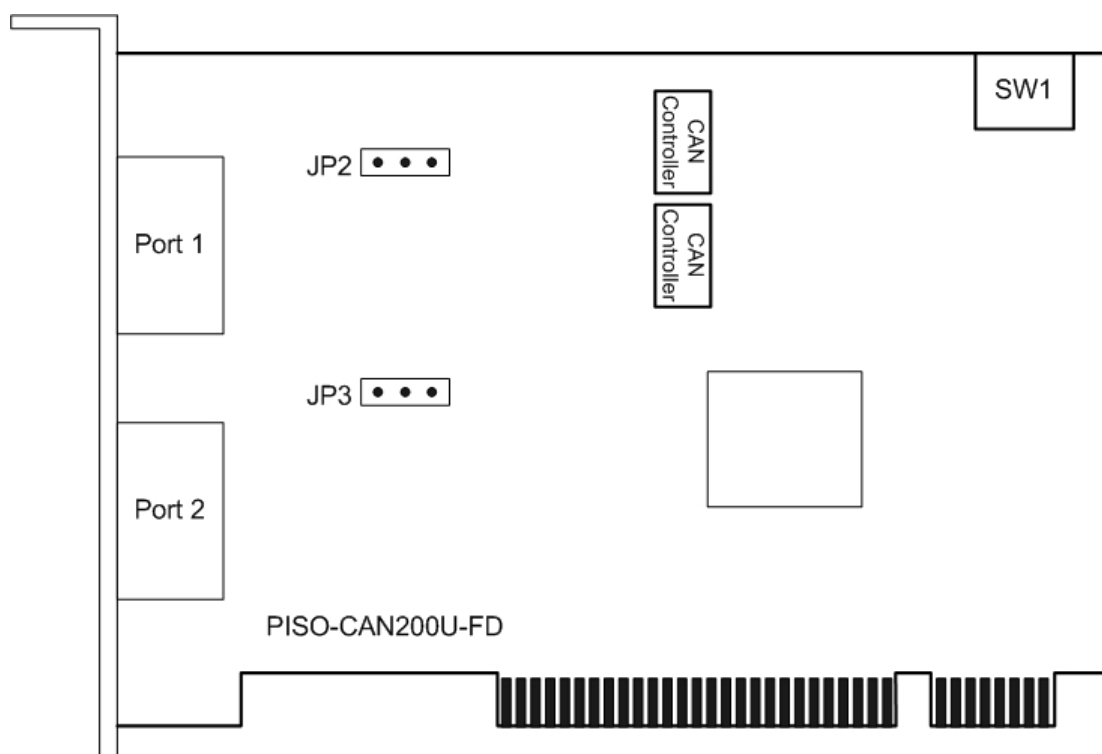 SW1
CAN
Controller
JP2
CAN
Controller
Port 1
JP3
Port 2
PISO-CAN200U-FD